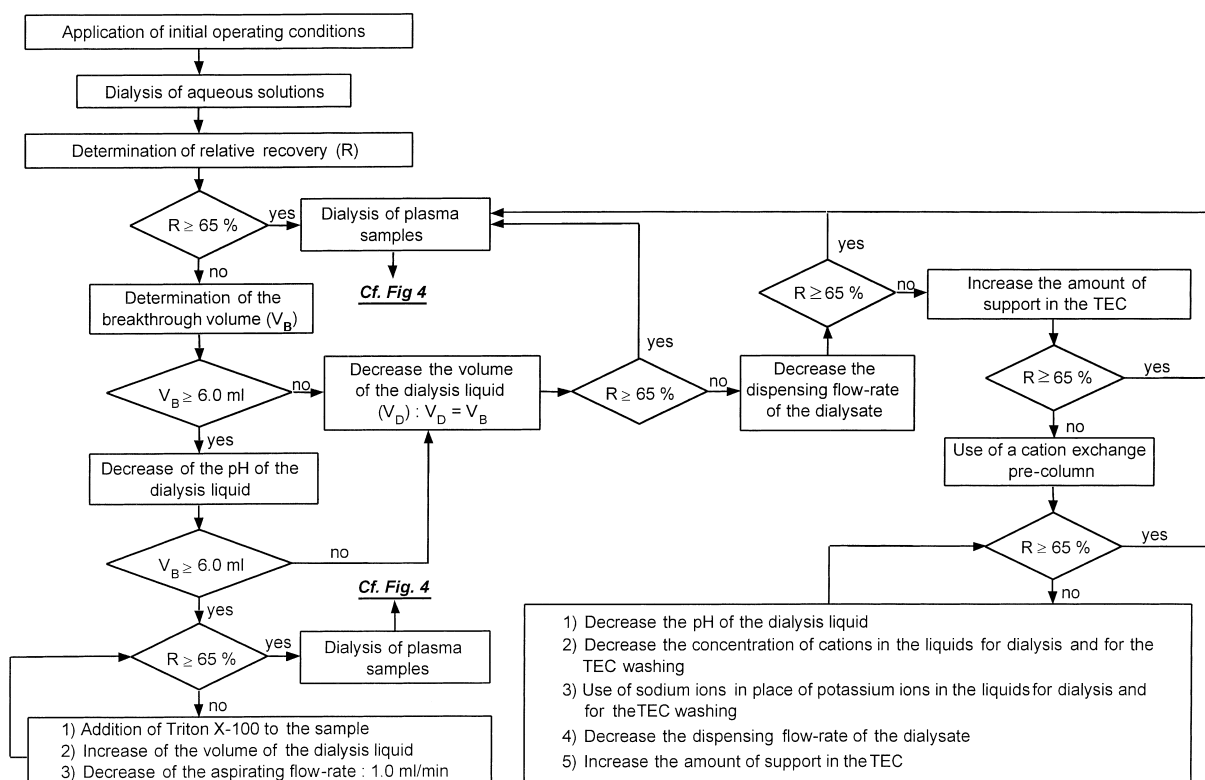 Application of initial operating conditions
Dialysis of aqueous solutions
Determination of relative recovery (R)
R ≥ 65 %
yes
no
Dialysis of plasma
samples
Cf. Fig 4
Determination of the
breakthrough volume (VB)
VB ≥ 6.0 ml
no
yes
Decrease the volume
of the dialysis liquid
(VD) : VD = VB
Decrease of the pH of the
dialysis liquid
VB ≥ 6.0 ml
no
yes
R ≥ 65 %
yes
no
Dialysis of plasma
samples
Cf. Fig. 4
1) Addition of Triton X-100 to the sample
2) Increase of the volume of the dialysis liquid
3) Decrease of the aspirating flow-rate : 1.0 ml/min
R ≥ 65 %
yes
no
Decrease the
dispensing flow-rate
of the dialysate
R ≥ 65 %
yes
no
Increase the amount of
support in the TEC
R ≥ 65 %
yes
no
Use of a cation exchange
pre-column
R ≥ 65 %
yes
no
1) Decrease the pH of the dialysis liquid
2) Decrease the concentration of cations in the liquids for dialysis and for the
TEC washing
3) Use of sodium ions in place of potassium ions in the liquids for dialysis and
for the TEC washing
4) Decrease the dispensing flow-rate of the dialysate
5) Increase the amount of support in the TEC